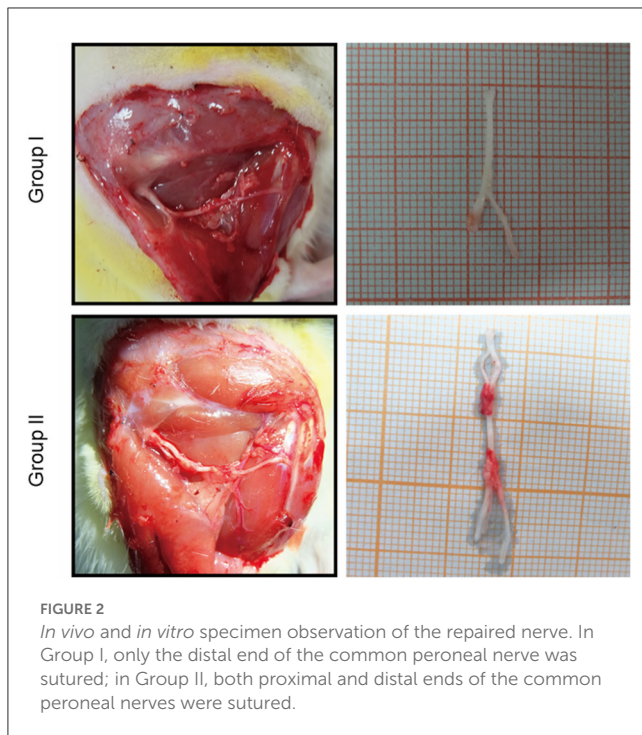 Group I
Group II
FIGURE 2
In vivo and in vitro specimen observation of the repaired nerve. In
Group I, only the distal end of the common peroneal nerve was
sutured; in Group II, both proximal and distal ends of the common
peroneal nerves were sutured.